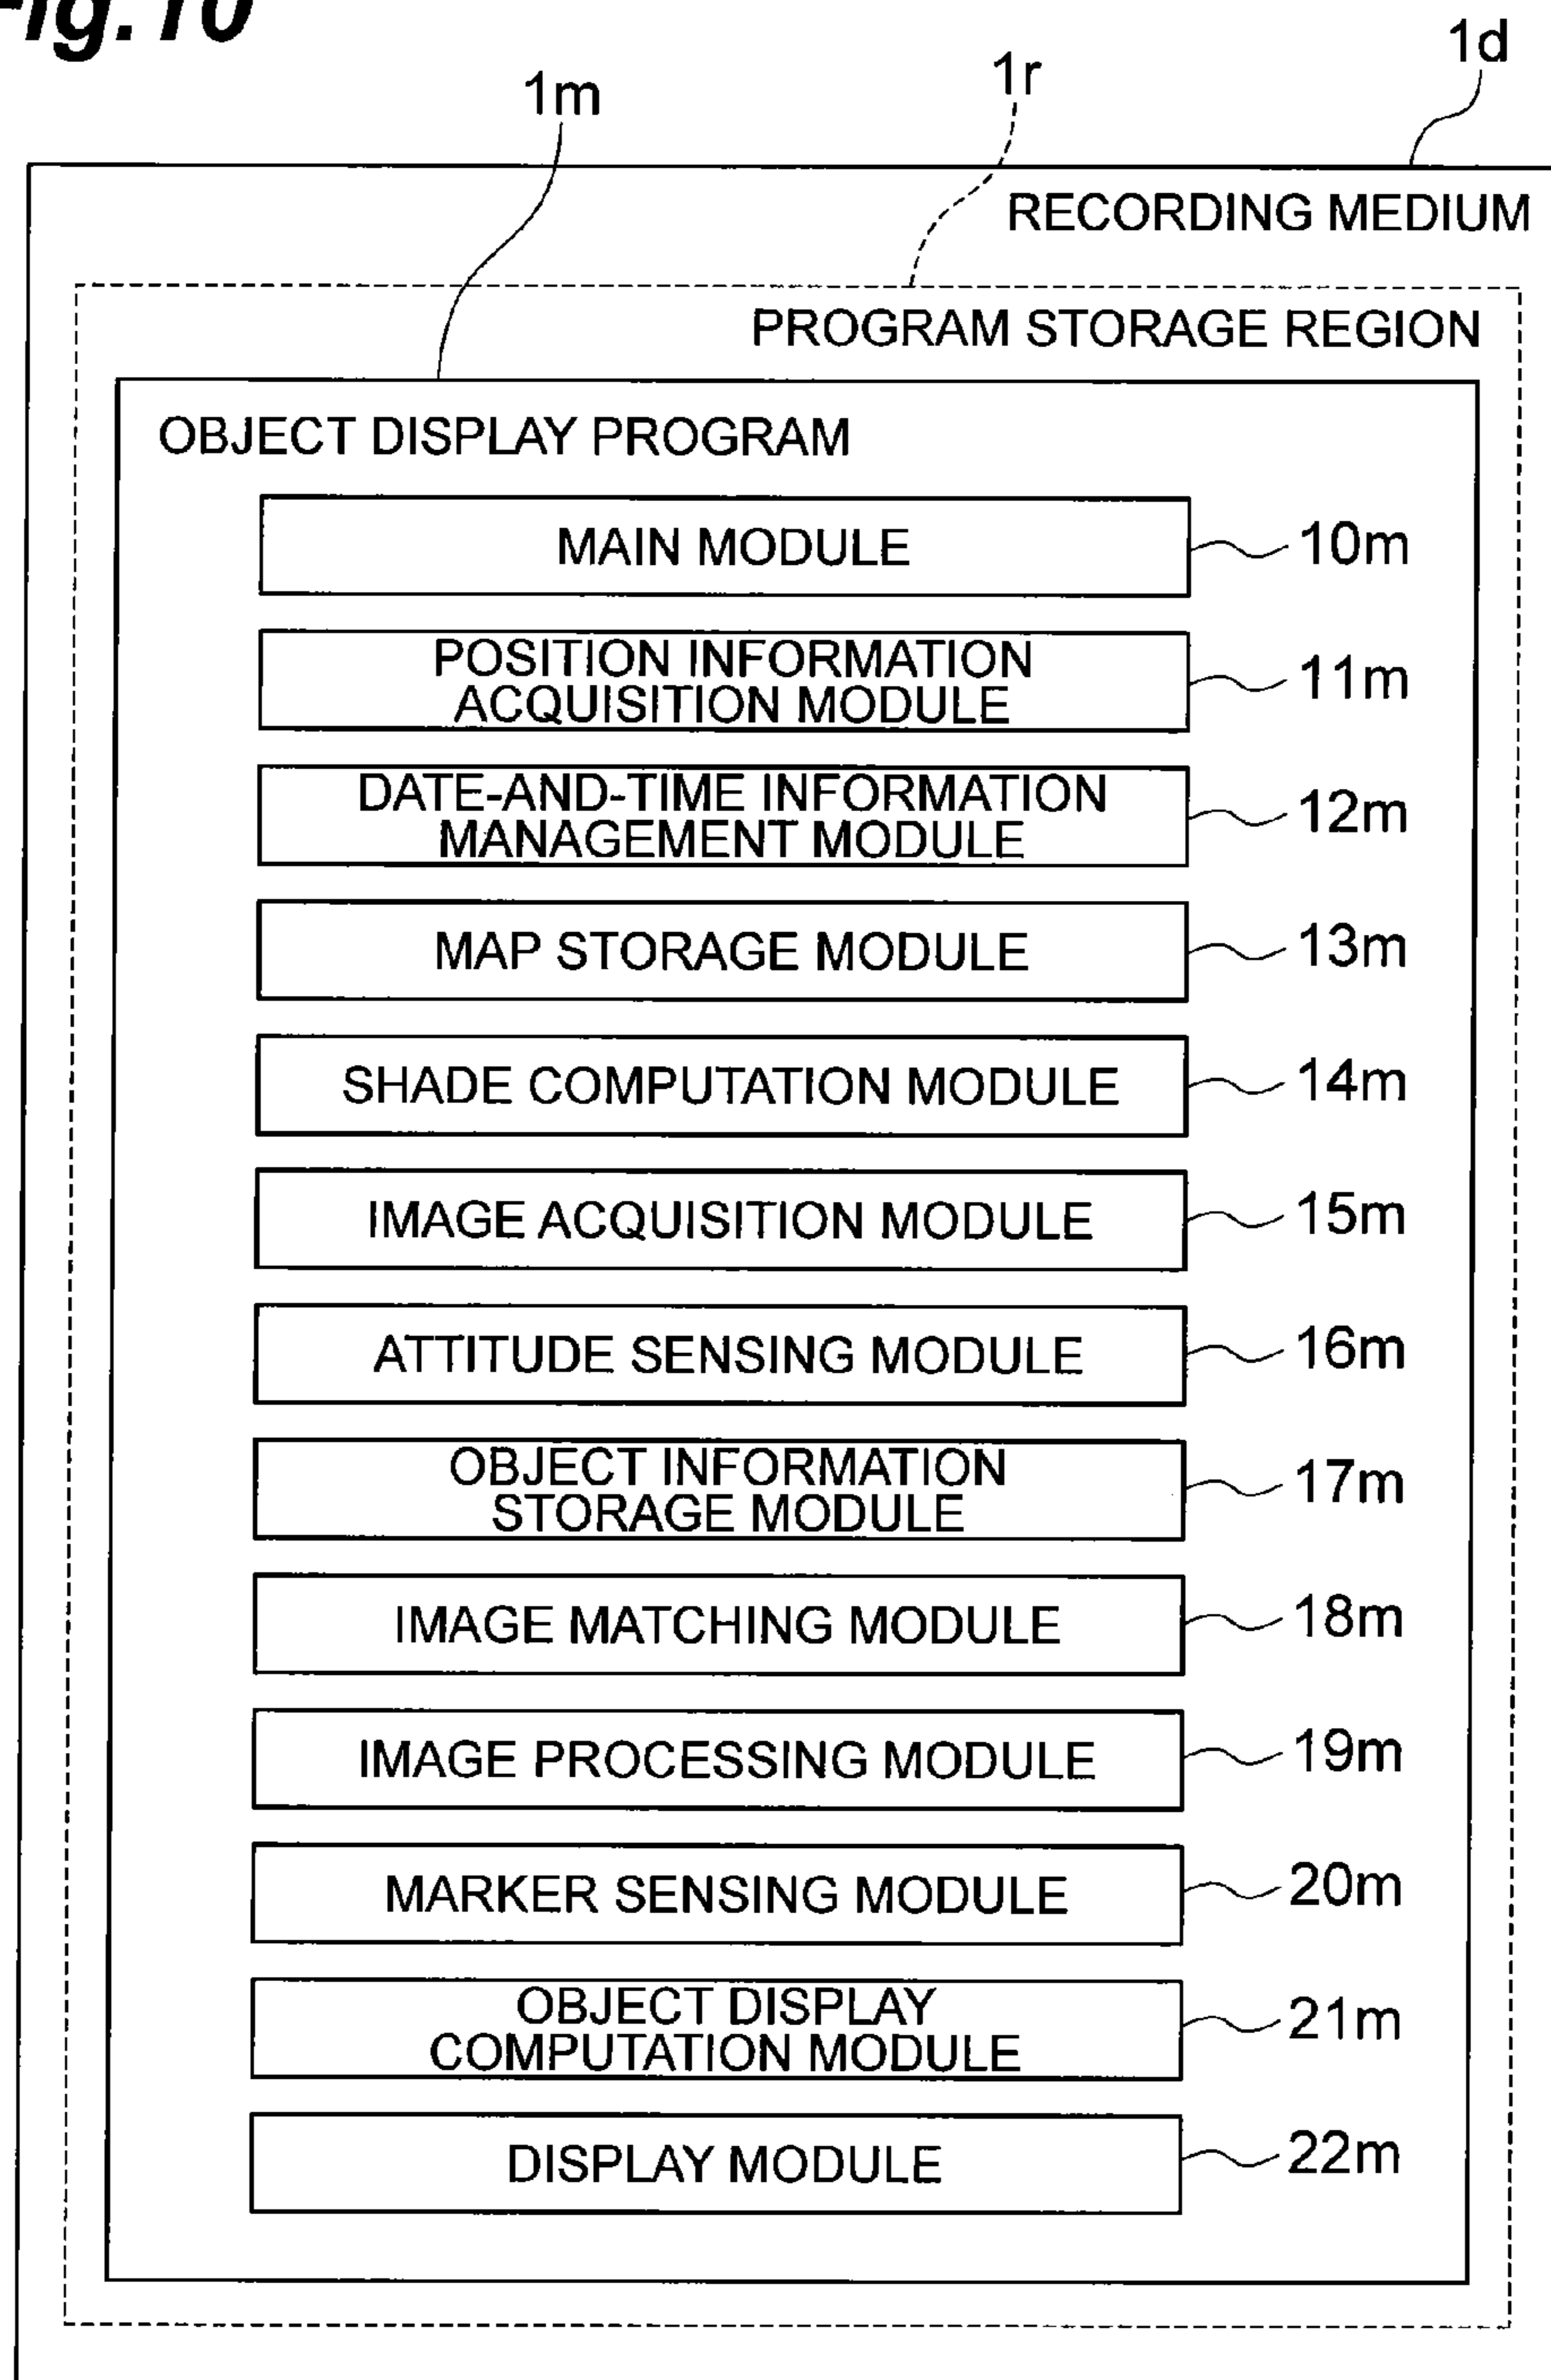 Fig.10
1d
1r
1m
RECORDING MEDIUM
PROGRAM STORAGE REGION
OBJECT DISPLAY PROGRAM
MAIN MODULE 10m
POSITION INFORMATION
ACQUISITION MODULE 11m
DATE-AND-TIME INFORMATION
MANAGEMENT MODULE 12m
MAP STORAGE MODULE 13m
SHADE COMPUTATION MODULE 14m
IMAGE ACQUISITION MODULE 15m
ATTITUDE SENSING MODULE 16m
OBJECT INFORMATION
STORAGE MODULE 17m
IMAGE MATCHING MODULE 18m
IMAGE PROCESSING MODULE 19m
MARKER SENSING MODULE 20m
OBJECT DISPLAY
COMPUTATION MODULE 21m
DISPLAY MODULE 22m